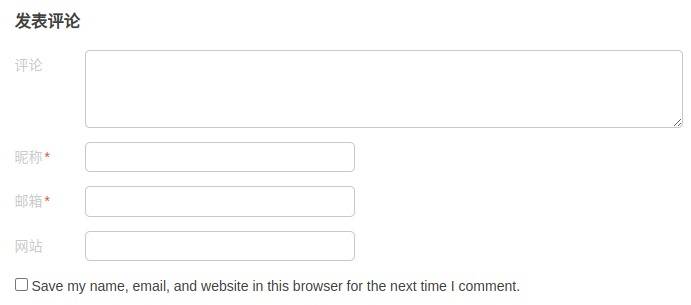 发表评论
评论
昵称*
邮箱*
网站
Save my name, email, and website in this browser for the next time I comment.